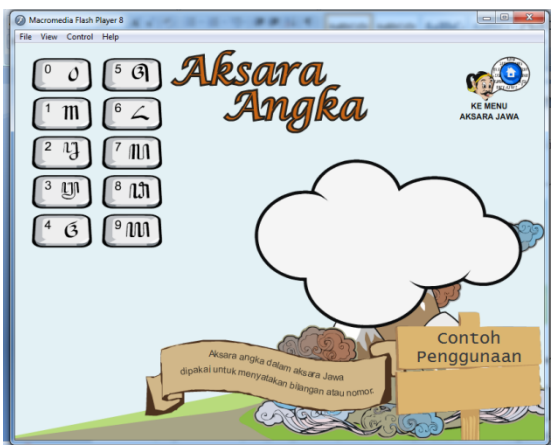 Macromedia Flash Player 8
File View Control Help
Aksara
Angka
0 ꧐
5 ꧕
1 ꧑
6 ꧖
2 ꧒
7 ꧗
3 ꧓
8 ꧘
4 ꧔
9 ꧙
KE MENU
AKSARA JAWA
Aksara angka dalam aksara Jawa
dipakai untuk menyatakan bilangan atau nomor.
Contoh
Penggunaan